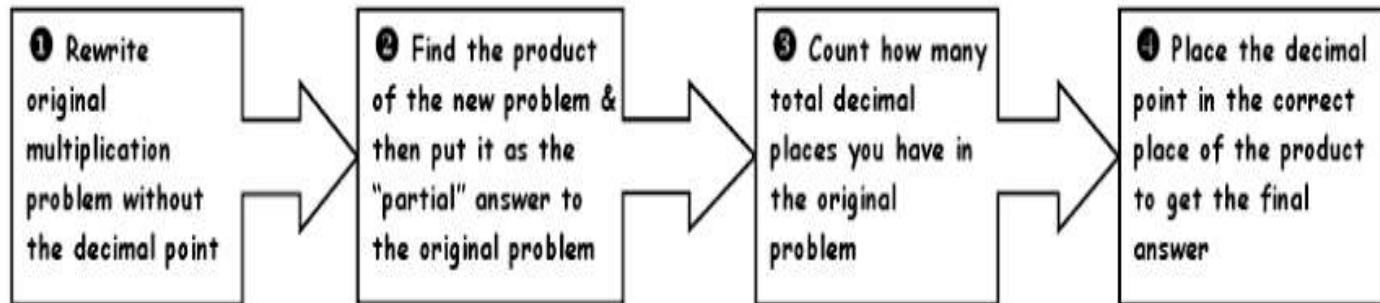 ❶ Rewrite
original
multiplication
problem without
the decimal point
❷ Find the product
of the new problem &
then put it as the
"partial" answer to
the original problem
❸ Count how many
total decimal
places you have in
the original
problem
❹ Place the decimal
point in the correct
place of the product
to get the final
answer